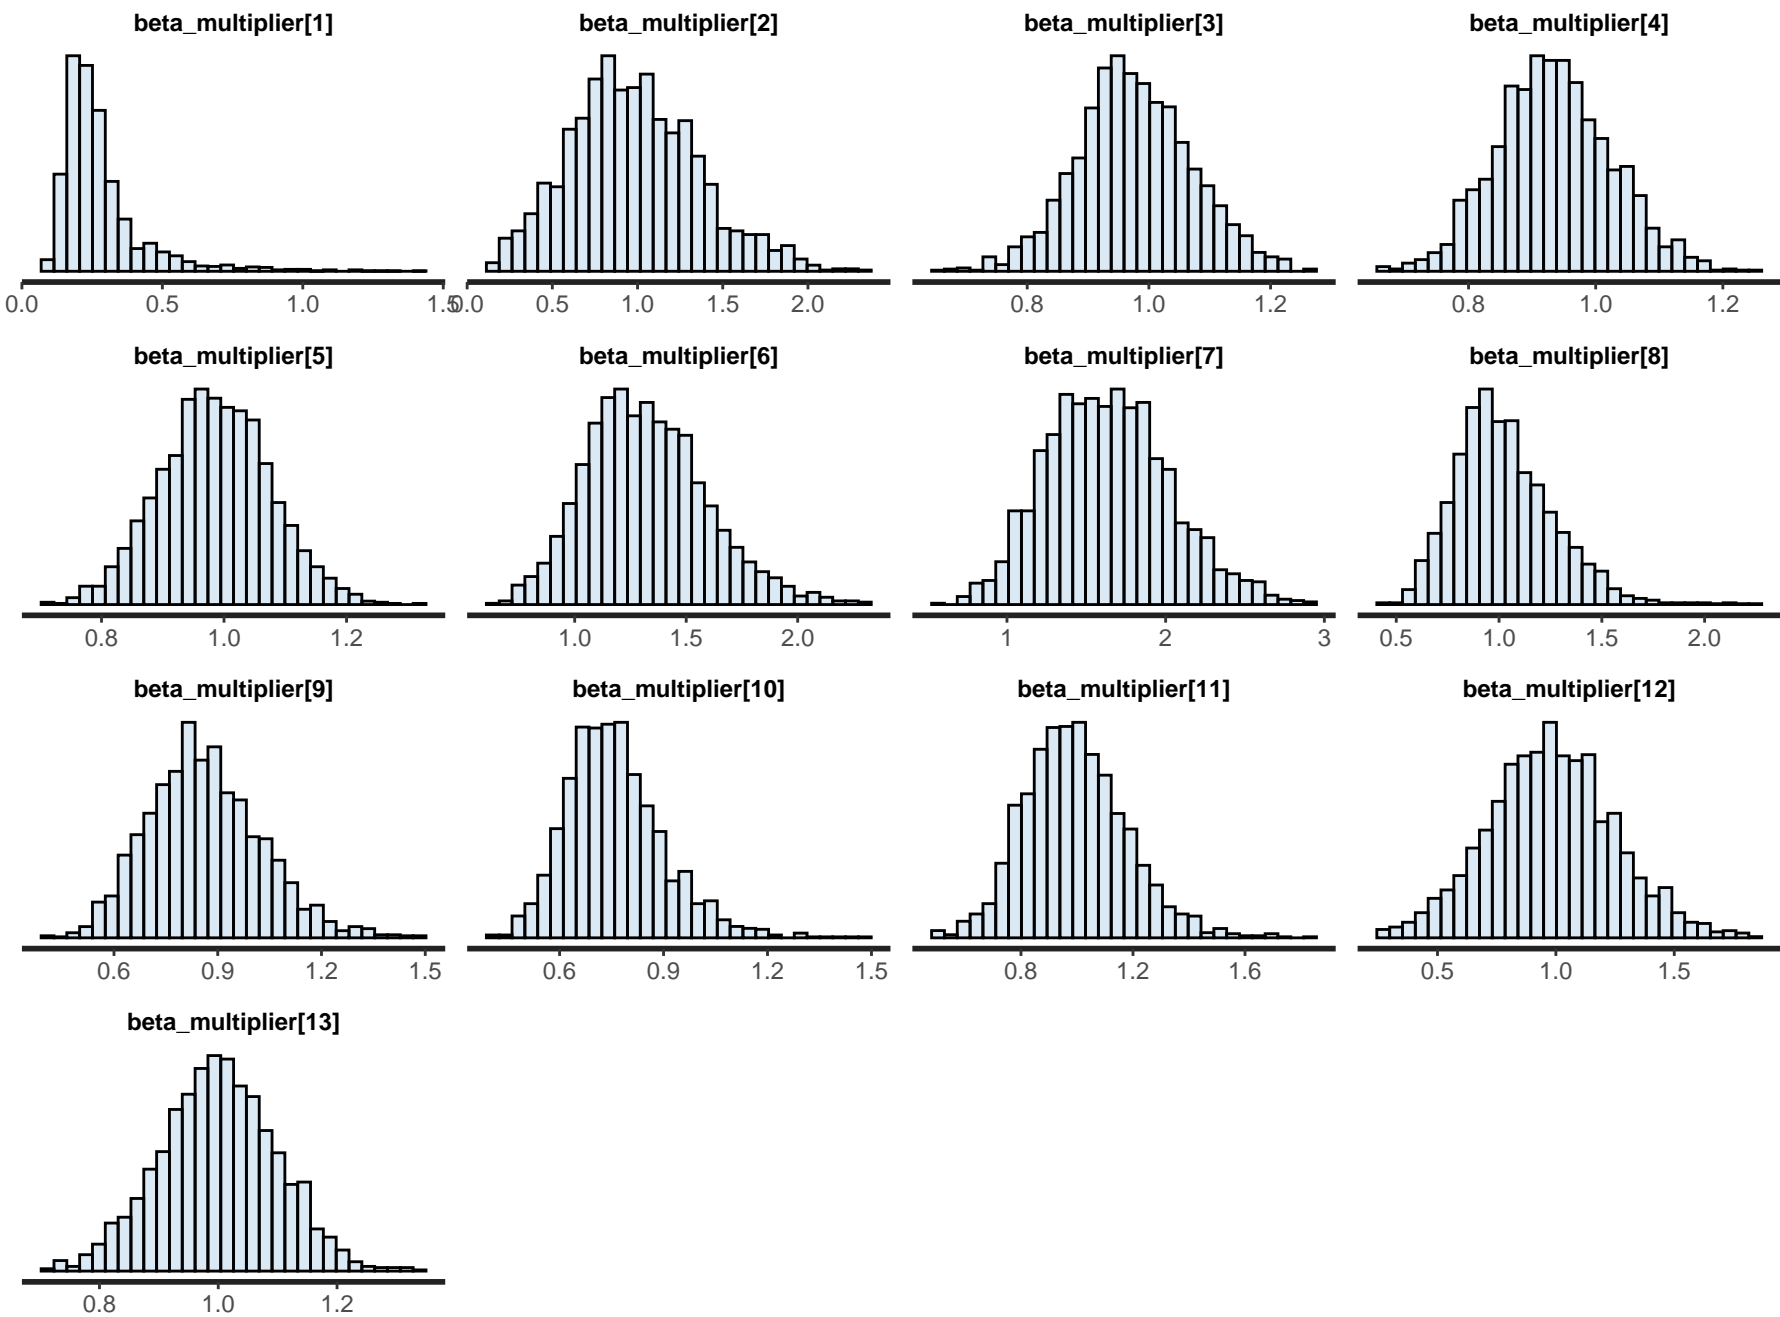 beta_multiplier[1] beta_multiplier[2] beta_multiplier[3] beta_multiplier[4]
0.0 0.5 1.0 1.5 0.0 0.5 1.0 1.5 2.0 0.8 1.0 1.2 0.8 1.0 1.2
beta_multiplier[5] beta_multiplier[6] beta_multiplier[7] beta_multiplier[8]
0.8 1.0 1.2 1.0 1.5 2.0 1 2 3 0.5 1.0 1.5 2.0
beta_multiplier[9] beta_multiplier[10] beta_multiplier[11] beta_multiplier[12]
0.6 0.9 1.2 1.5 0.6 0.9 1.2 1.5 0.8 1.2 1.6 0.5 1.0 1.5
beta_multiplier[13]
0.8 1.0 1.2